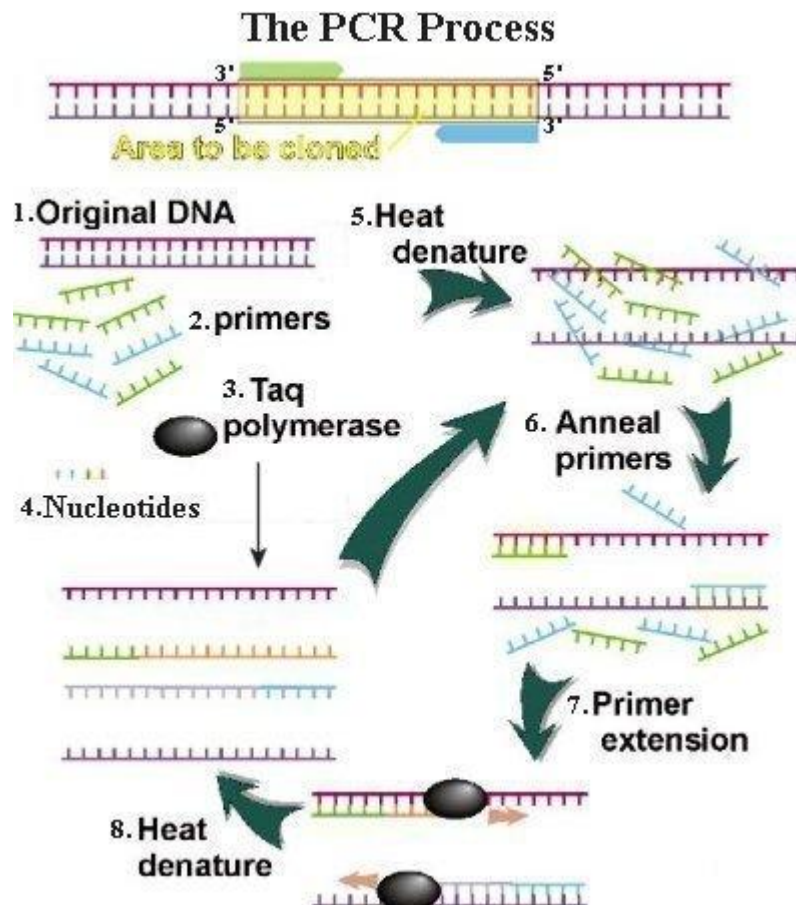 The PCR Process
3' 5'
5' 3'
Area to be cloned
1.Original DNA
2.primers
3. Taq
polymerase
4.Nucleotides
5.Heat
denature
6. Anneal
primers
7.Primer
extension
8.Heat
denature